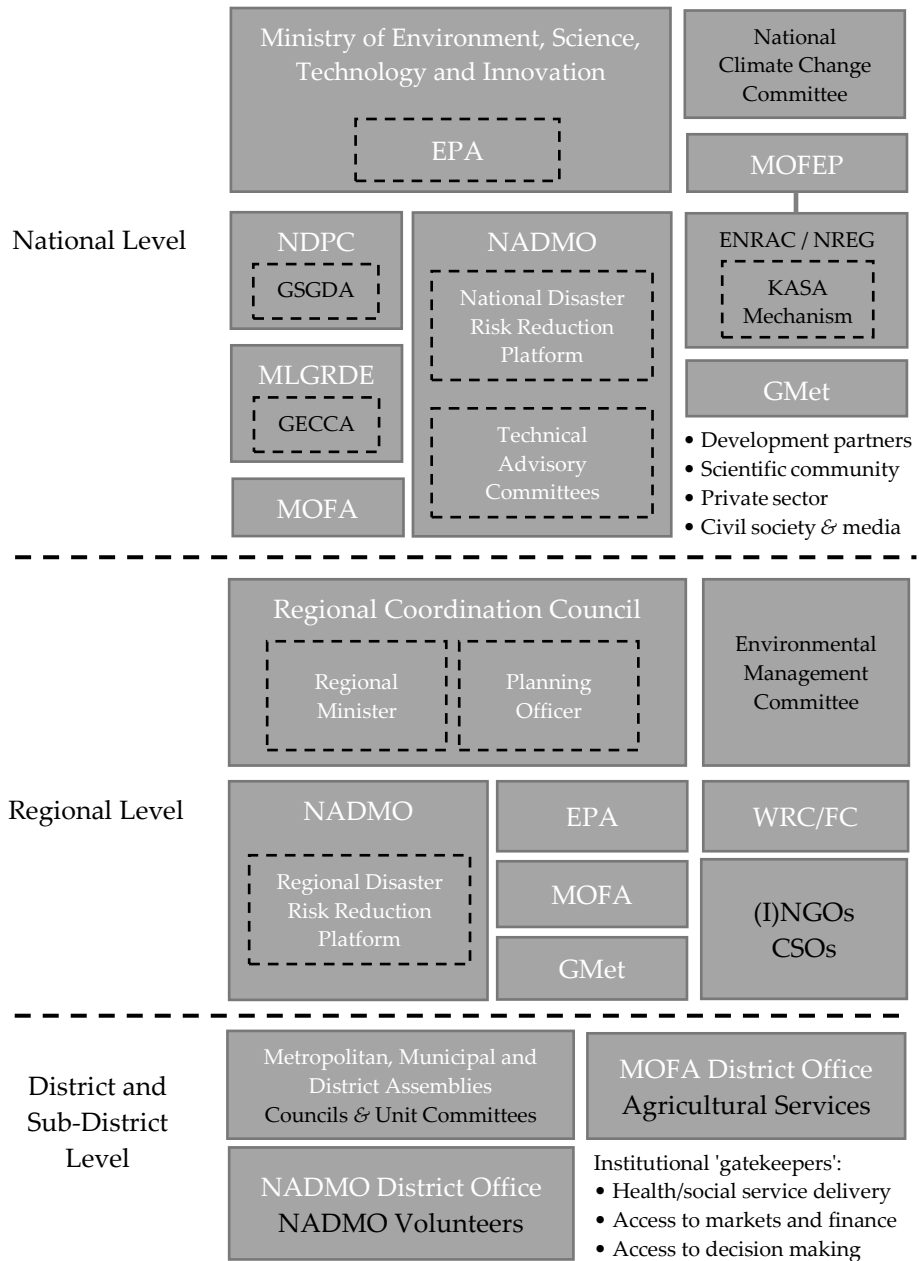 National Level
Ministry of Environment, Science,
Technology and Innovation
EPA
National
Climate Change
Committee
MOFEP
NDPC
GSGDA
NADMO
National Disaster
Risk Reduction
Platform
Technical
Advisory
Committees
ENRAC / NREG
KASA
Mechanism
MLGRDE
GECCA
MOFA
GMet
• Development partners
• Scientific community
• Private sector
• Civil society & media
Regional Level
Regional Coordination Council
Regional
Minister
Planning
Officer
Environmental
Management
Committee
NADMO
Regional Disaster
Risk Reduction
Platform
EPA
MOFA
GMet
WRC/FC
(I)NGOs
CSOs
District and
Sub-District
Level
Metropolitan, Municipal and
District Assemblies
Councils & Unit Committees
MOFA District Office
Agricultural Services
NADMO District Office
NADMO Volunteers
Institutional 'gatekeepers':
• Health/social service delivery
• Access to markets and finance
• Access to decision making